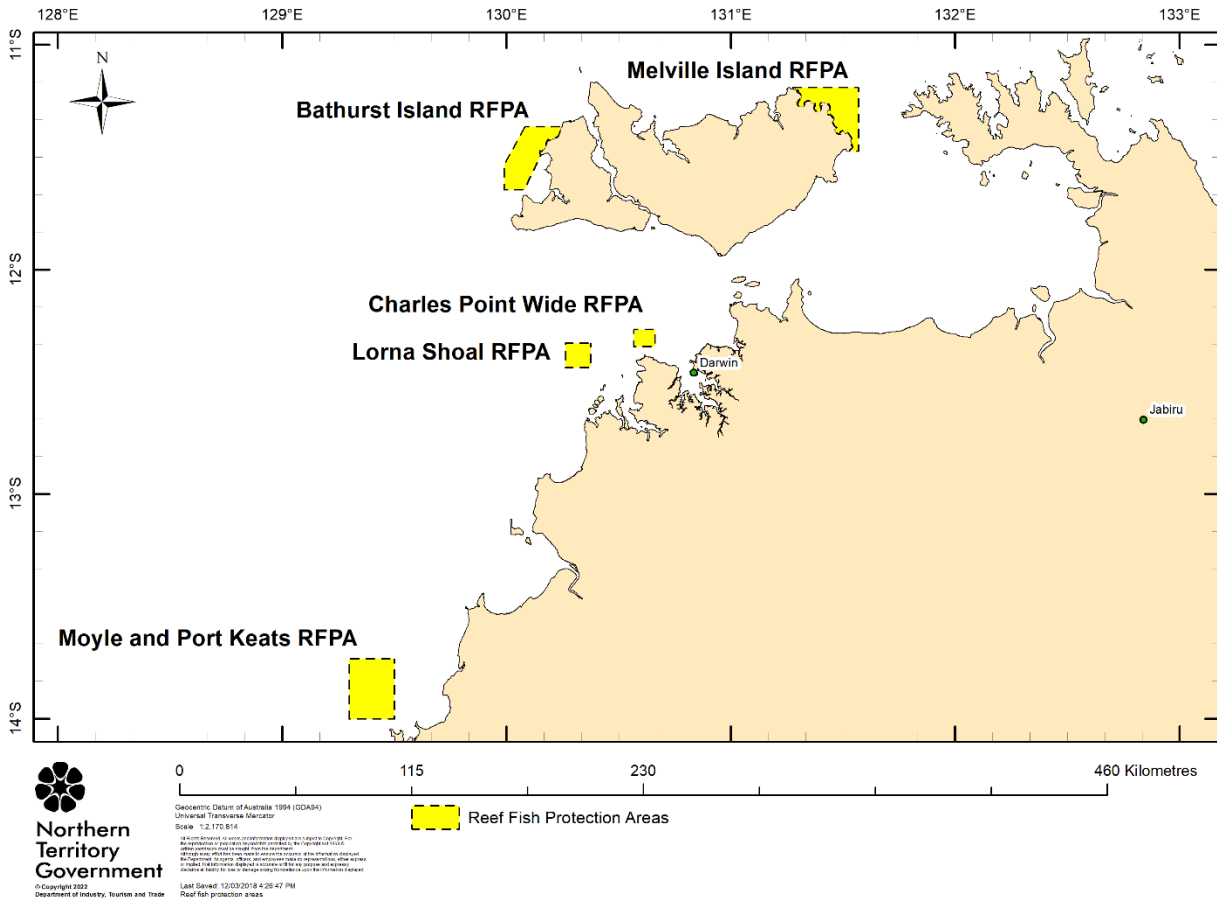 128°E 129°E 130°E 131°E 132°E 133°E
11°S
N
Melville Island RFPA
Bathurst Island RFPA
12°S
Charles Point Wide RFPA
Lorna Shoal RFPA
Darwin
Jabiru
13°S
Moyle and Port Keats RFPA
14°S
0 115 230 460 Kilometres
Geocentric Datum of Australia 1994 (GDA94)
Universal Transverse Mercator
Scale 1:2,170,814
Reef Fish Protection Areas
Northern
Territory
Government
© Copyright 2022
Department of Industry, Tourism and Trade
Last Saved: 12/03/2018 4:26:47 PM
Reef fish protection areas